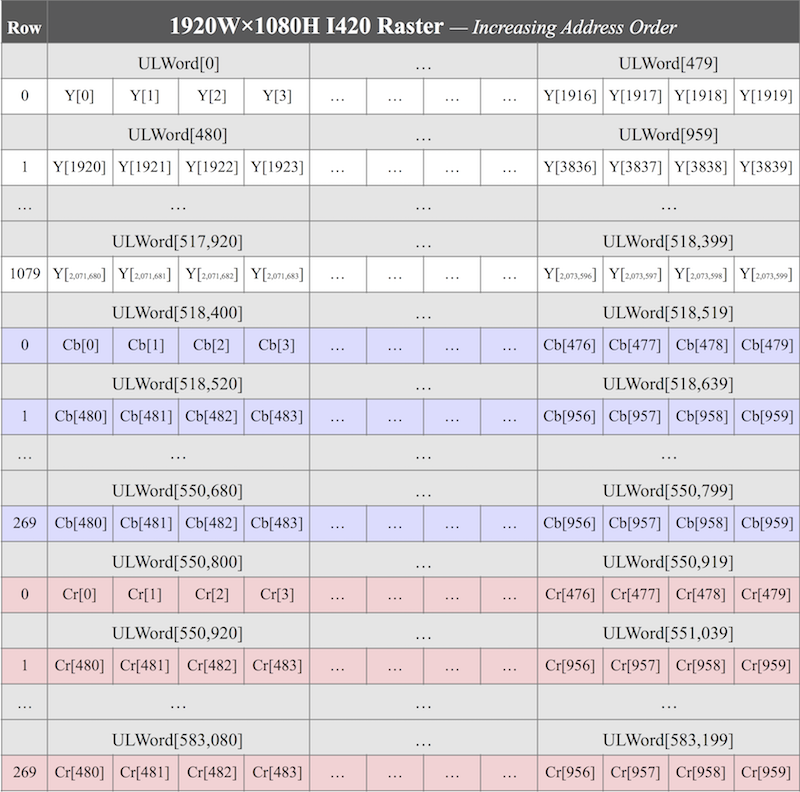 Row 1920W×1080H I420 Raster — Increasing Address Order
ULWord[0] … ULWord[479]
0 Y[0] Y[1] Y[2] Y[3] … … … … Y[1916] Y[1917] Y[1918] Y[1919]
ULWord[480] … ULWord[959]
1 Y[1920] Y[1921] Y[1922] Y[1923] … … … … Y[3836] Y[3837] Y[3838] Y[3839]
… … … …
ULWord[517,920] … ULWord[518,399]
1079 Y[2,071,680] Y[2,071,681] Y[2,071,682] Y[2,071,683] … … … … Y[2,073,596] Y[2,073,597] Y[2,073,598] Y[2,073,599]
ULWord[518,400] … ULWord[518,519]
0 Cb[0] Cb[1] Cb[2] Cb[3] … … … … Cb[476] Cb[477] Cb[478] Cb[479]
ULWord[518,520] … ULWord[518,639]
1 Cb[480] Cb[481] Cb[482] Cb[483] … … … … Cb[956] Cb[957] Cb[958] Cb[959]
… … … …
ULWord[550,680] … ULWord[550,799]
269 Cb[480] Cb[481] Cb[482] Cb[483] … … … … Cb[956] Cb[957] Cb[958] Cb[959]
ULWord[550,800] … ULWord[550,919]
0 Cr[0] Cr[1] Cr[2] Cr[3] … … … … Cr[476] Cr[477] Cr[478] Cr[479]
ULWord[550,920] … ULWord[551,039]
1 Cr[480] Cr[481] Cr[482] Cr[483] … … … … Cr[956] Cr[957] Cr[958] Cr[959]
… … … …
ULWord[583,080] … ULWord[583,199]
269 Cr[480] Cr[481] Cr[482] Cr[483] … … … … Cr[956] Cr[957] Cr[958] Cr[959]